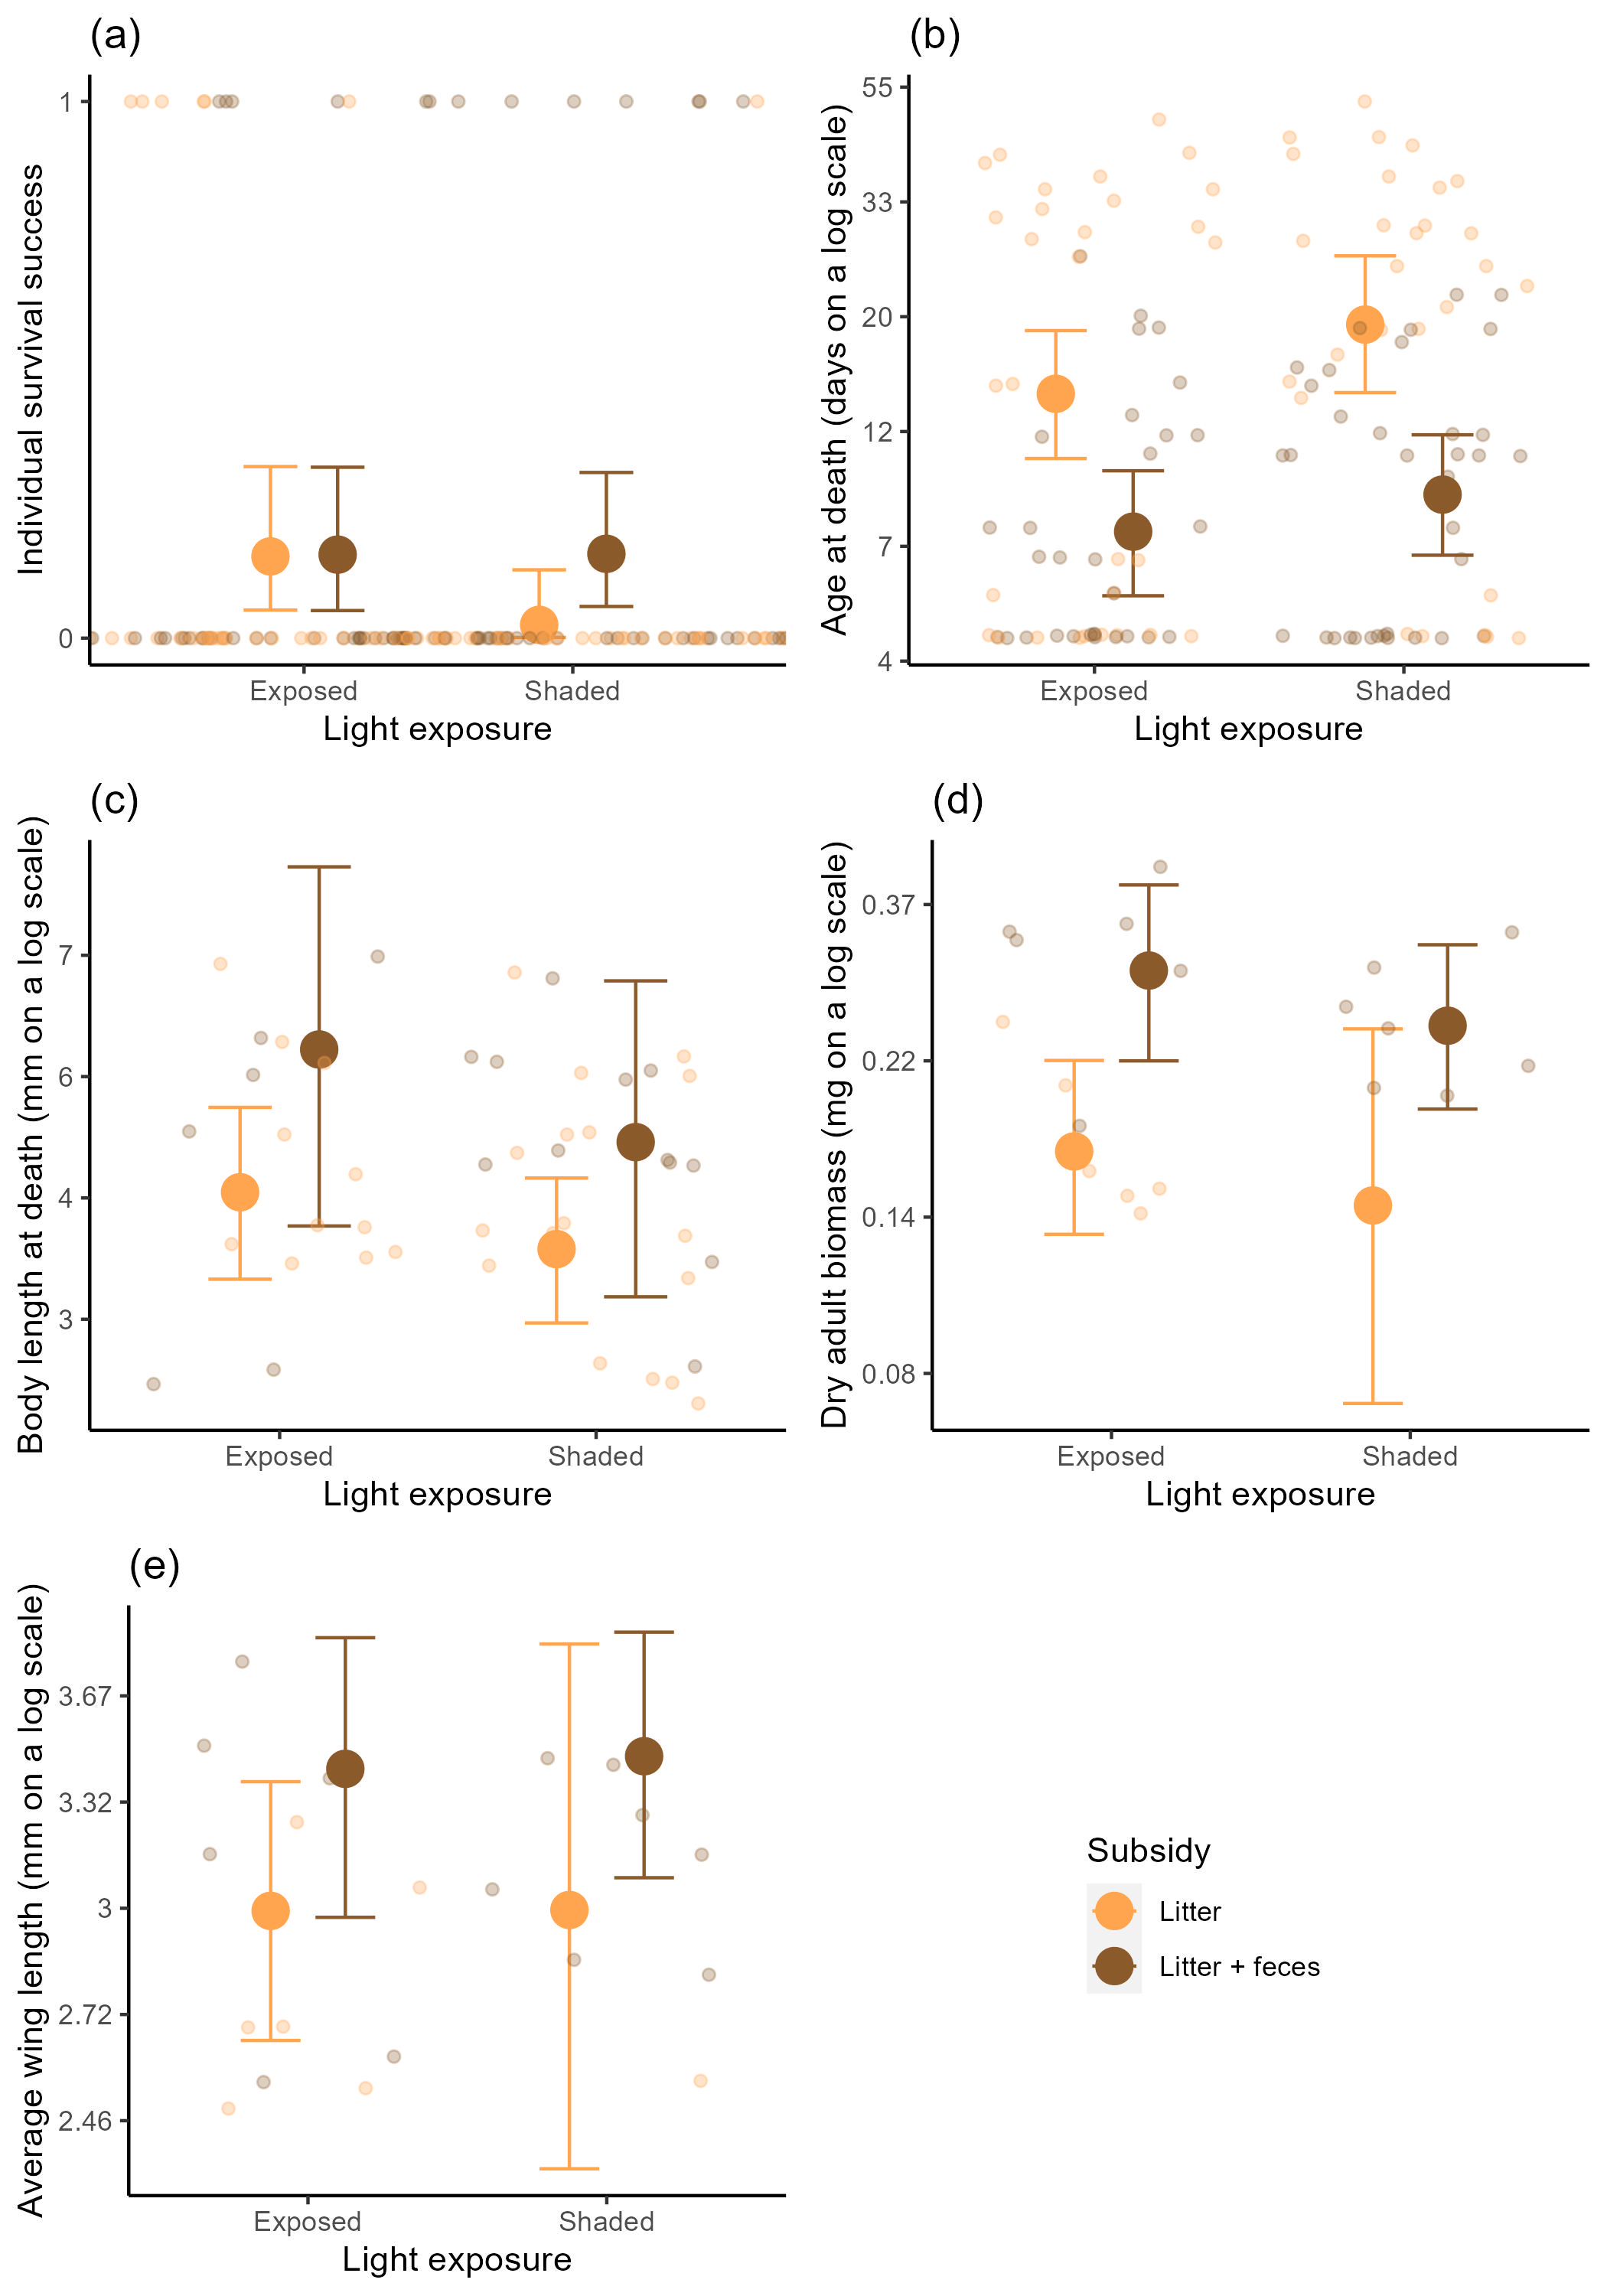 (a)
Individual survival success
1
0
Exposed
Shaded
Light exposure
(b)
Age at death (days on a log scale)
55
33
20
12
7
4
Exposed
Shaded
Light exposure
(c)
Body length at death (mm on a log scale)
7
6
4
3
Exposed
Shaded
Light exposure
(d)
Dry adult biomass (mg on a log scale)
0.37
0.22
0.14
0.08
Exposed
Shaded
Light exposure
(e)
Average wing length (mm on a log scale)
3.67
3.32
3
2.72
2.46
Exposed
Shaded
Light exposure
Subsidy
Litter
Litter + feces